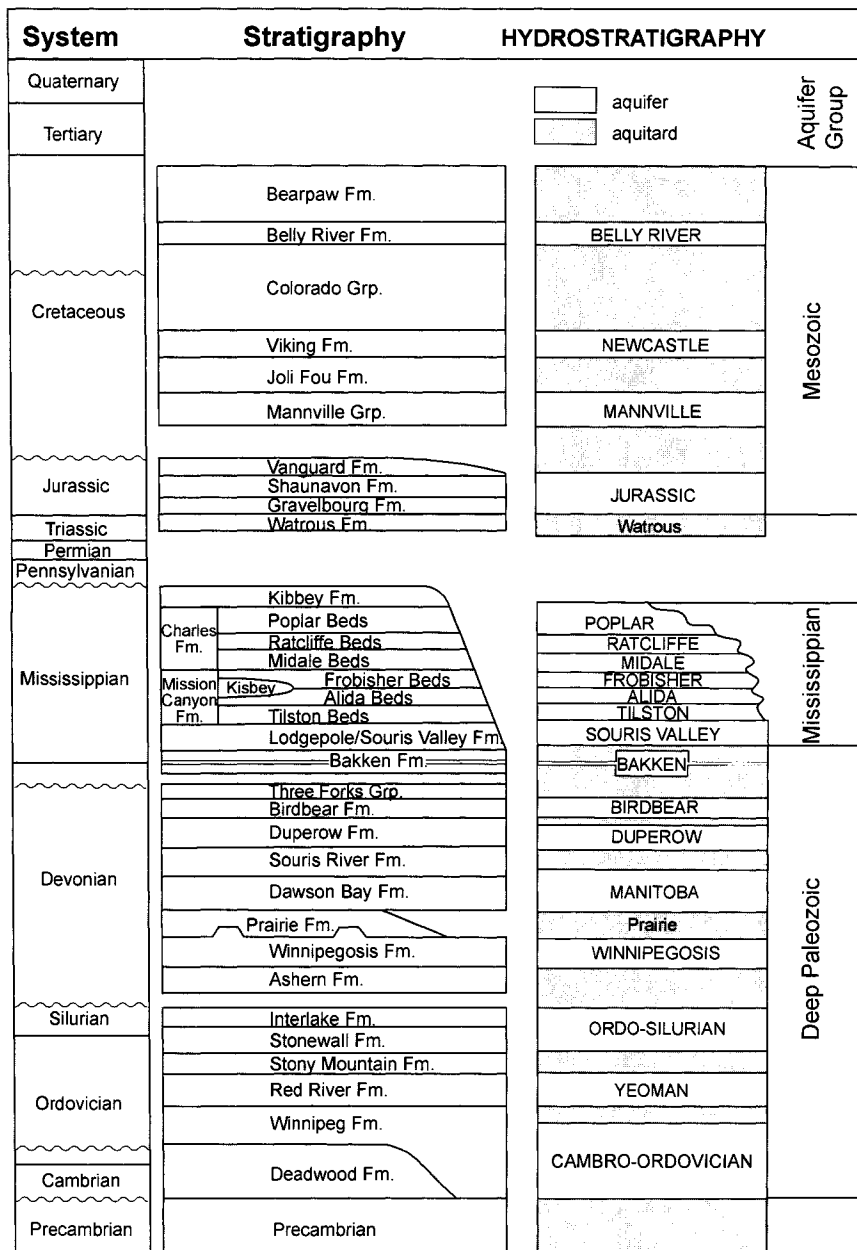 System Stratigraphy HYDROSTRATIGRAPHY
Quaternary
Tertiary
Cretaceous
Jurassic
Triassic
Permian
Pennsylvanian
Mississippian
Devonian
Silurian
Ordovician
Cambrian
Precambrian
Bearpaw Fm.
Belly River Fm.
Colorado Grp.
Viking Fm.
Joli Fou Fm.
Mannville Grp.
Vanguard Fm.
Shaunavon Fm.
Gravelbourg Fm.
Watrous Fm.
Kibbey Fm.
Charles
Fm.
Poplar Beds
Ratcliffe Beds
Midale Beds
Mission
Canyon
Fm.
Kisbey
Frobisher Beds
Alida Beds
Tilston Beds
Lodgepole/Souris Valley Fm.
Bakken Fm.
Three Forks Grp.
Birdbear Fm.
Duperow Fm.
Souris River Fm.
Dawson Bay Fm.
Prairie Fm.
Winnipegosis Fm.
Ashern Fm.
Interlake Fm.
Stonewall Fm.
Stony Mountain Fm.
Red River Fm.
Winnipeg Fm.
Deadwood Fm.
Precambrian
aquifer
aquitard
BELLY RIVER
NEWCASTLE
MANNVILLE
JURASSIC
Watrous
POPLAR
RATCLIFFE
MIDALE
FROBISHER
ALIDA
TILSTON
SOURIS VALLEY
BAKKEN
BIRDBEAR
DUPEROW
MANITOBA
Prairie
WINNIPEGOSIS
ORDO-SILURIAN
YEOMAN
CAMBRO-ORDOVICIAN
Aquifer
Group
Mesozoic
Mississippian
Deep Paleozoic